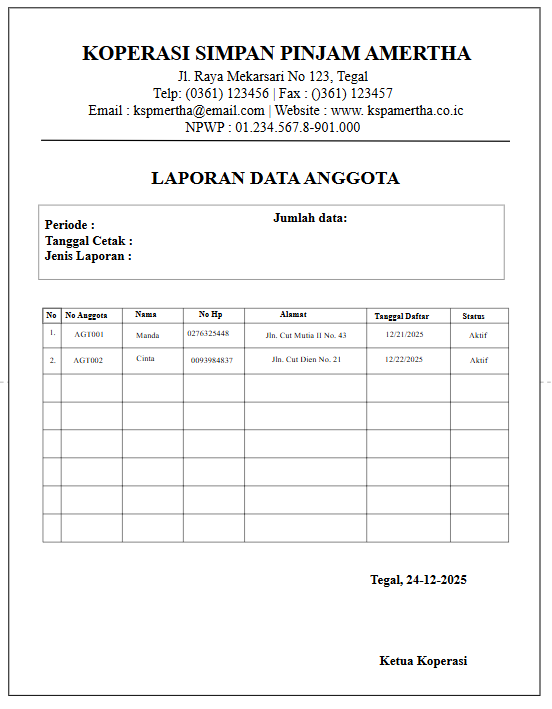 KOPERASI SIMPAN PINJAM AMERTHA
Jl. Raya Mekarsari No 123, Tegal
Telp: (0361) 123456 | Fax : ()361) 123457
Email : kspmertha@email.com | Website : www. kspamertha.co.ic
NPWP : 01.234.567.8-901.000
LAPORAN DATA ANGGOTA
Jumlah data:
Periode :
Tanggal Cetak :
Jenis Laporan :
No No Anggota Nama No Hp Alamat Tanggal Daftar Status
1. AGT001 Manda 0276325448 Jln. Cut Mutia II No. 43 12/21/2025 Aktif
2. AGT002 Cinta 0093984837 Jln. Cut Dien No. 21 12/22/2025 Aktif
Tegal, 24-12-2025
Ketua Koperasi